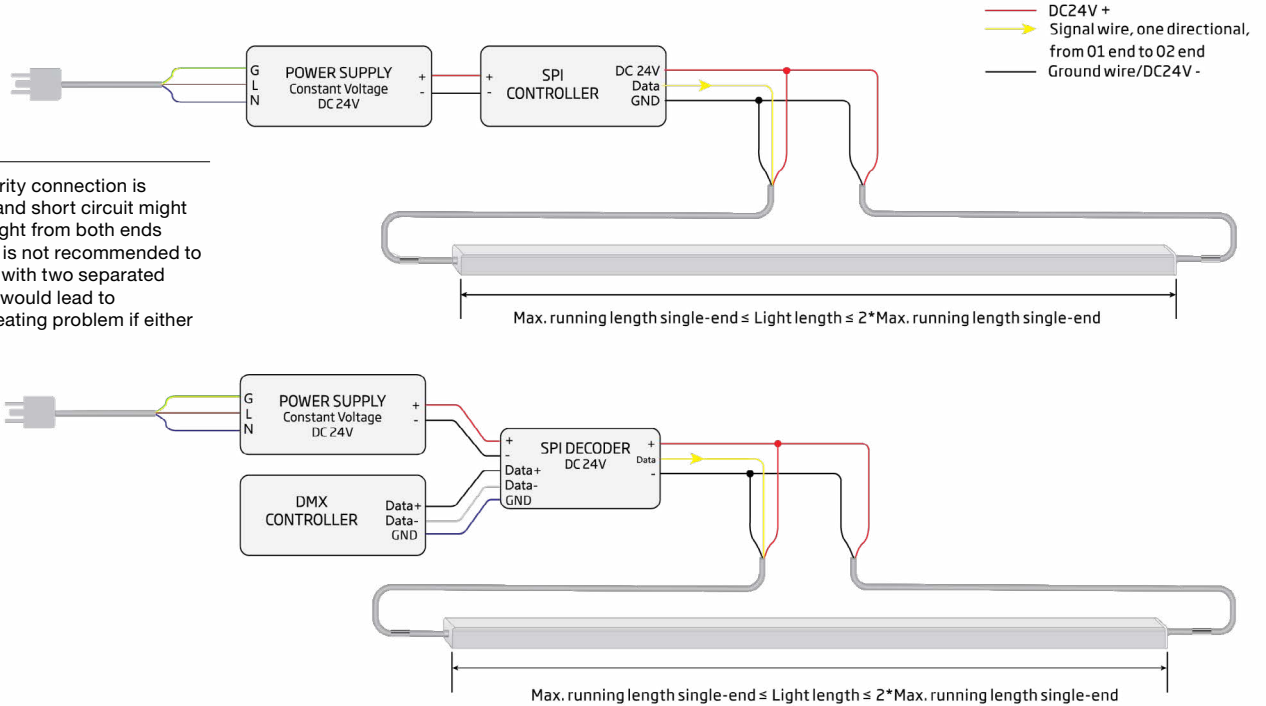 DC24V +
Signal wire, one directional,
from 01 end to 02 end
Ground wire/DC24V -
G
L
N
POWER SUPPLY
Constant Voltage
DC 24V
+
-
+
-
SPI
CONTROLLER
DC 24V
Data
GND
rity connection is
and short circuit might
ght from both ends
is not recommended to
with two separated
would lead to
eating problem if either
Max. running length single-end ≤ Light length ≤ 2*Max. running length single-end
G
L
N
POWER SUPPLY
Constant Voltage
DC 24V
+
-
+
-
Data+
Data-
GND
SPI DECODER
DC 24V
+
Data
-
DMX
CONTROLLER
Data+
Data-
GND
Max. running length single-end ≤ Light length ≤ 2*Max. running length single-end